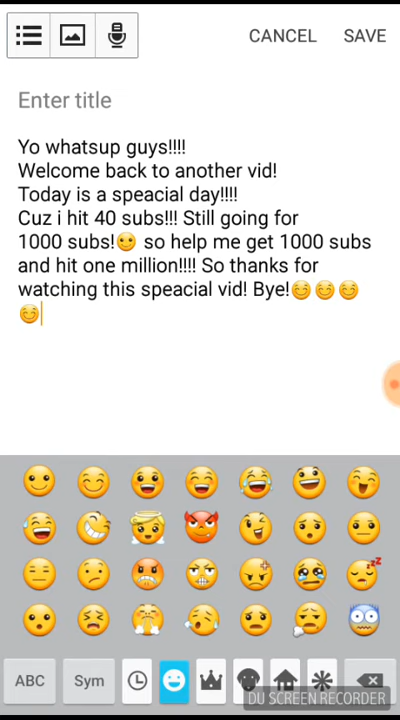 CANCEL SAVE
Enter title
Yo whatsup guys!!!!
Welcome back to another vid!
Today is a speacial day!!!!
Cuz i hit 40 subs!!! Still going for
1000 subs!🙂 so help me get 1000 subs
and hit one million!!!! So thanks for
watching this speacial vid! Bye!😊😊😊
😊
ABC Sym
DU SCREEN RECORDER